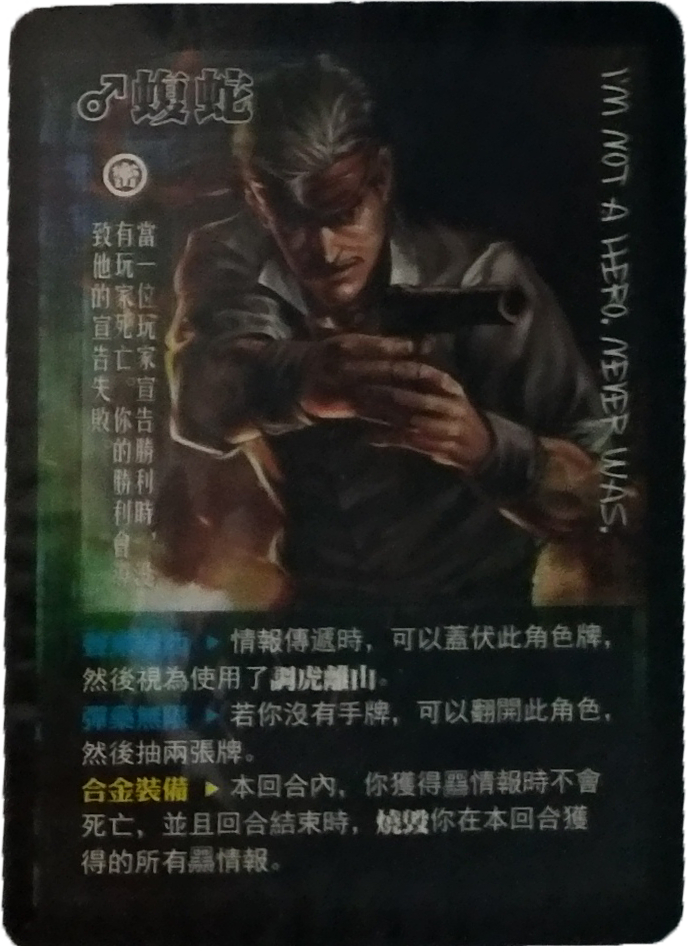 ♂蝮蛇
密
當一位玩家宣告勝利時，沒
有玩家死亡。你的勝利會導
致他的宣告失敗。
I'M NOT A HERO. NEVER WAS.
▶ 情報傳遞時，可以蓋伏此角色牌，
然後視為使用了調虎離山。
彈藥無限 ▶ 若你沒有手牌，可以翻開此角色，
然後抽兩張牌。
合金裝備 ▶ 本回合內，你獲得黑情報時不會
死亡，並且回合結束時，燒毀你在本回合獲
得的所有黑情報。